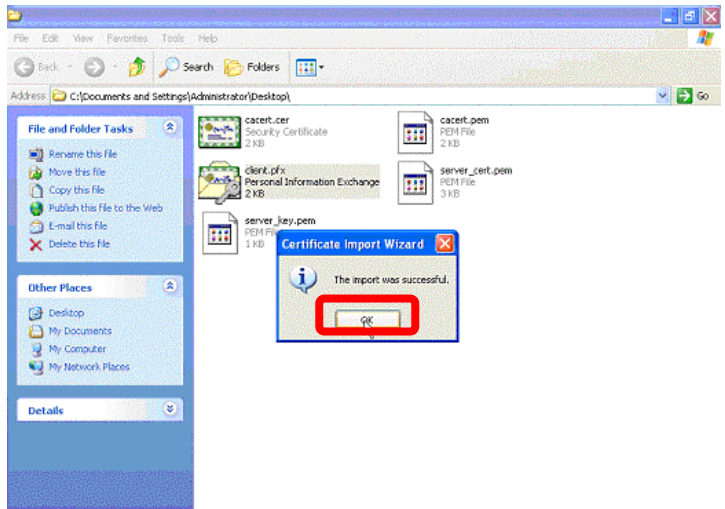 File Edit View Favorites Tools Help
Back Search Folders
Address C:\Documents and Settings\Administrator\Desktop\ Go
File and Folder Tasks
Rename this file
Move this file
Copy this file
Publish this file to the Web
E-mail this file
Delete this file
Other Places
Desktop
My Documents
My Computer
My Network Places
Details
cacert.cer
Security Certificate
2 KB
cacert.pem
PEM File
2 KB
client.pfx
Personal Information Exchange
2 KB
server_cert.pem
PEM File
3 KB
server_key.pem
PEM File
1 KB
Certificate Import Wizard
The import was successful.
OK